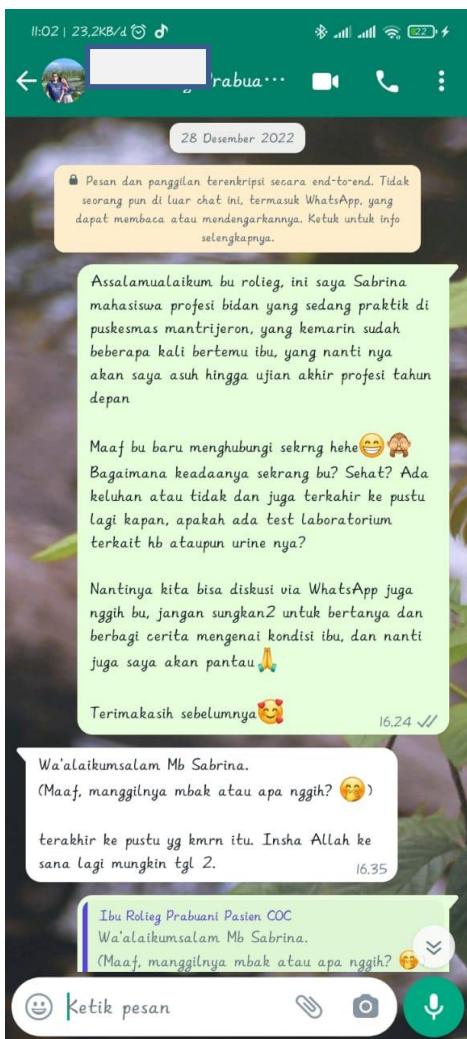 11:02 | 23,2KB/d
22
rabua...
28 Desember 2022
Pesan dan panggilan terenkripsi secara end-to-end. Tidak
seorang pun di luar chat ini, termasuk WhatsApp, yang
dapat membaca atau mendengarkannya. Ketuk untuk info
selengkapnya.
Assalamualaikum bu rolieg, ini saya Sabrina
mahasiswa profesi bidan yang sedang praktik di
puskesmas mantrijeron, yang kemarin sudah
beberapa kali bertemu ibu, yang nanti nya
akan saya asuh hingga ujian akhir profesi tahun
depan
Maaf bu baru menghubungi sekrng hehe😁🙈
Bagaimana keadaanya sekrang bu? Sehat? Ada
keluhan atau tidak dan juga terkahir ke pustu
lagi kapan, apakah ada test laboratorium
terkait hb ataupun urine nya?
Nantinya kita bisa diskusi via WhatsApp juga
nggih bu, jangan sungkan2 untuk bertanya dan
berbagi cerita mengenai kondisi ibu, dan nanti
juga saya akan pantau🙏
Terimakasih sebelumnya🥰
16.24
Wa'alaikumsalam Mb Sabrina.
(Maaf, manggilnya mbak atau apa nggih? 🤭)
terakhir ke pustu yg kmrn itu. Insha Allah ke
sana lagi mungkin tgl 2.
16.35
Ibu Rolieg Prabuani Pasien COC
Wa'alaikumsalam Mb Sabrina.
(Maaf, manggilnya mbak atau apa nggih? 🤭
Ketik pesan